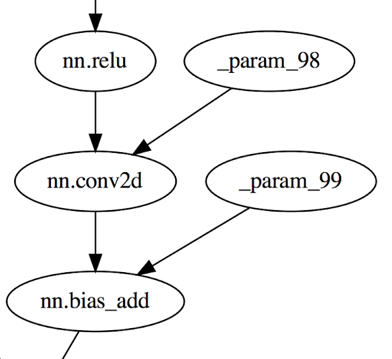 nn.relu
_param_98
nn.conv2d
_param_99
nn.bias_add